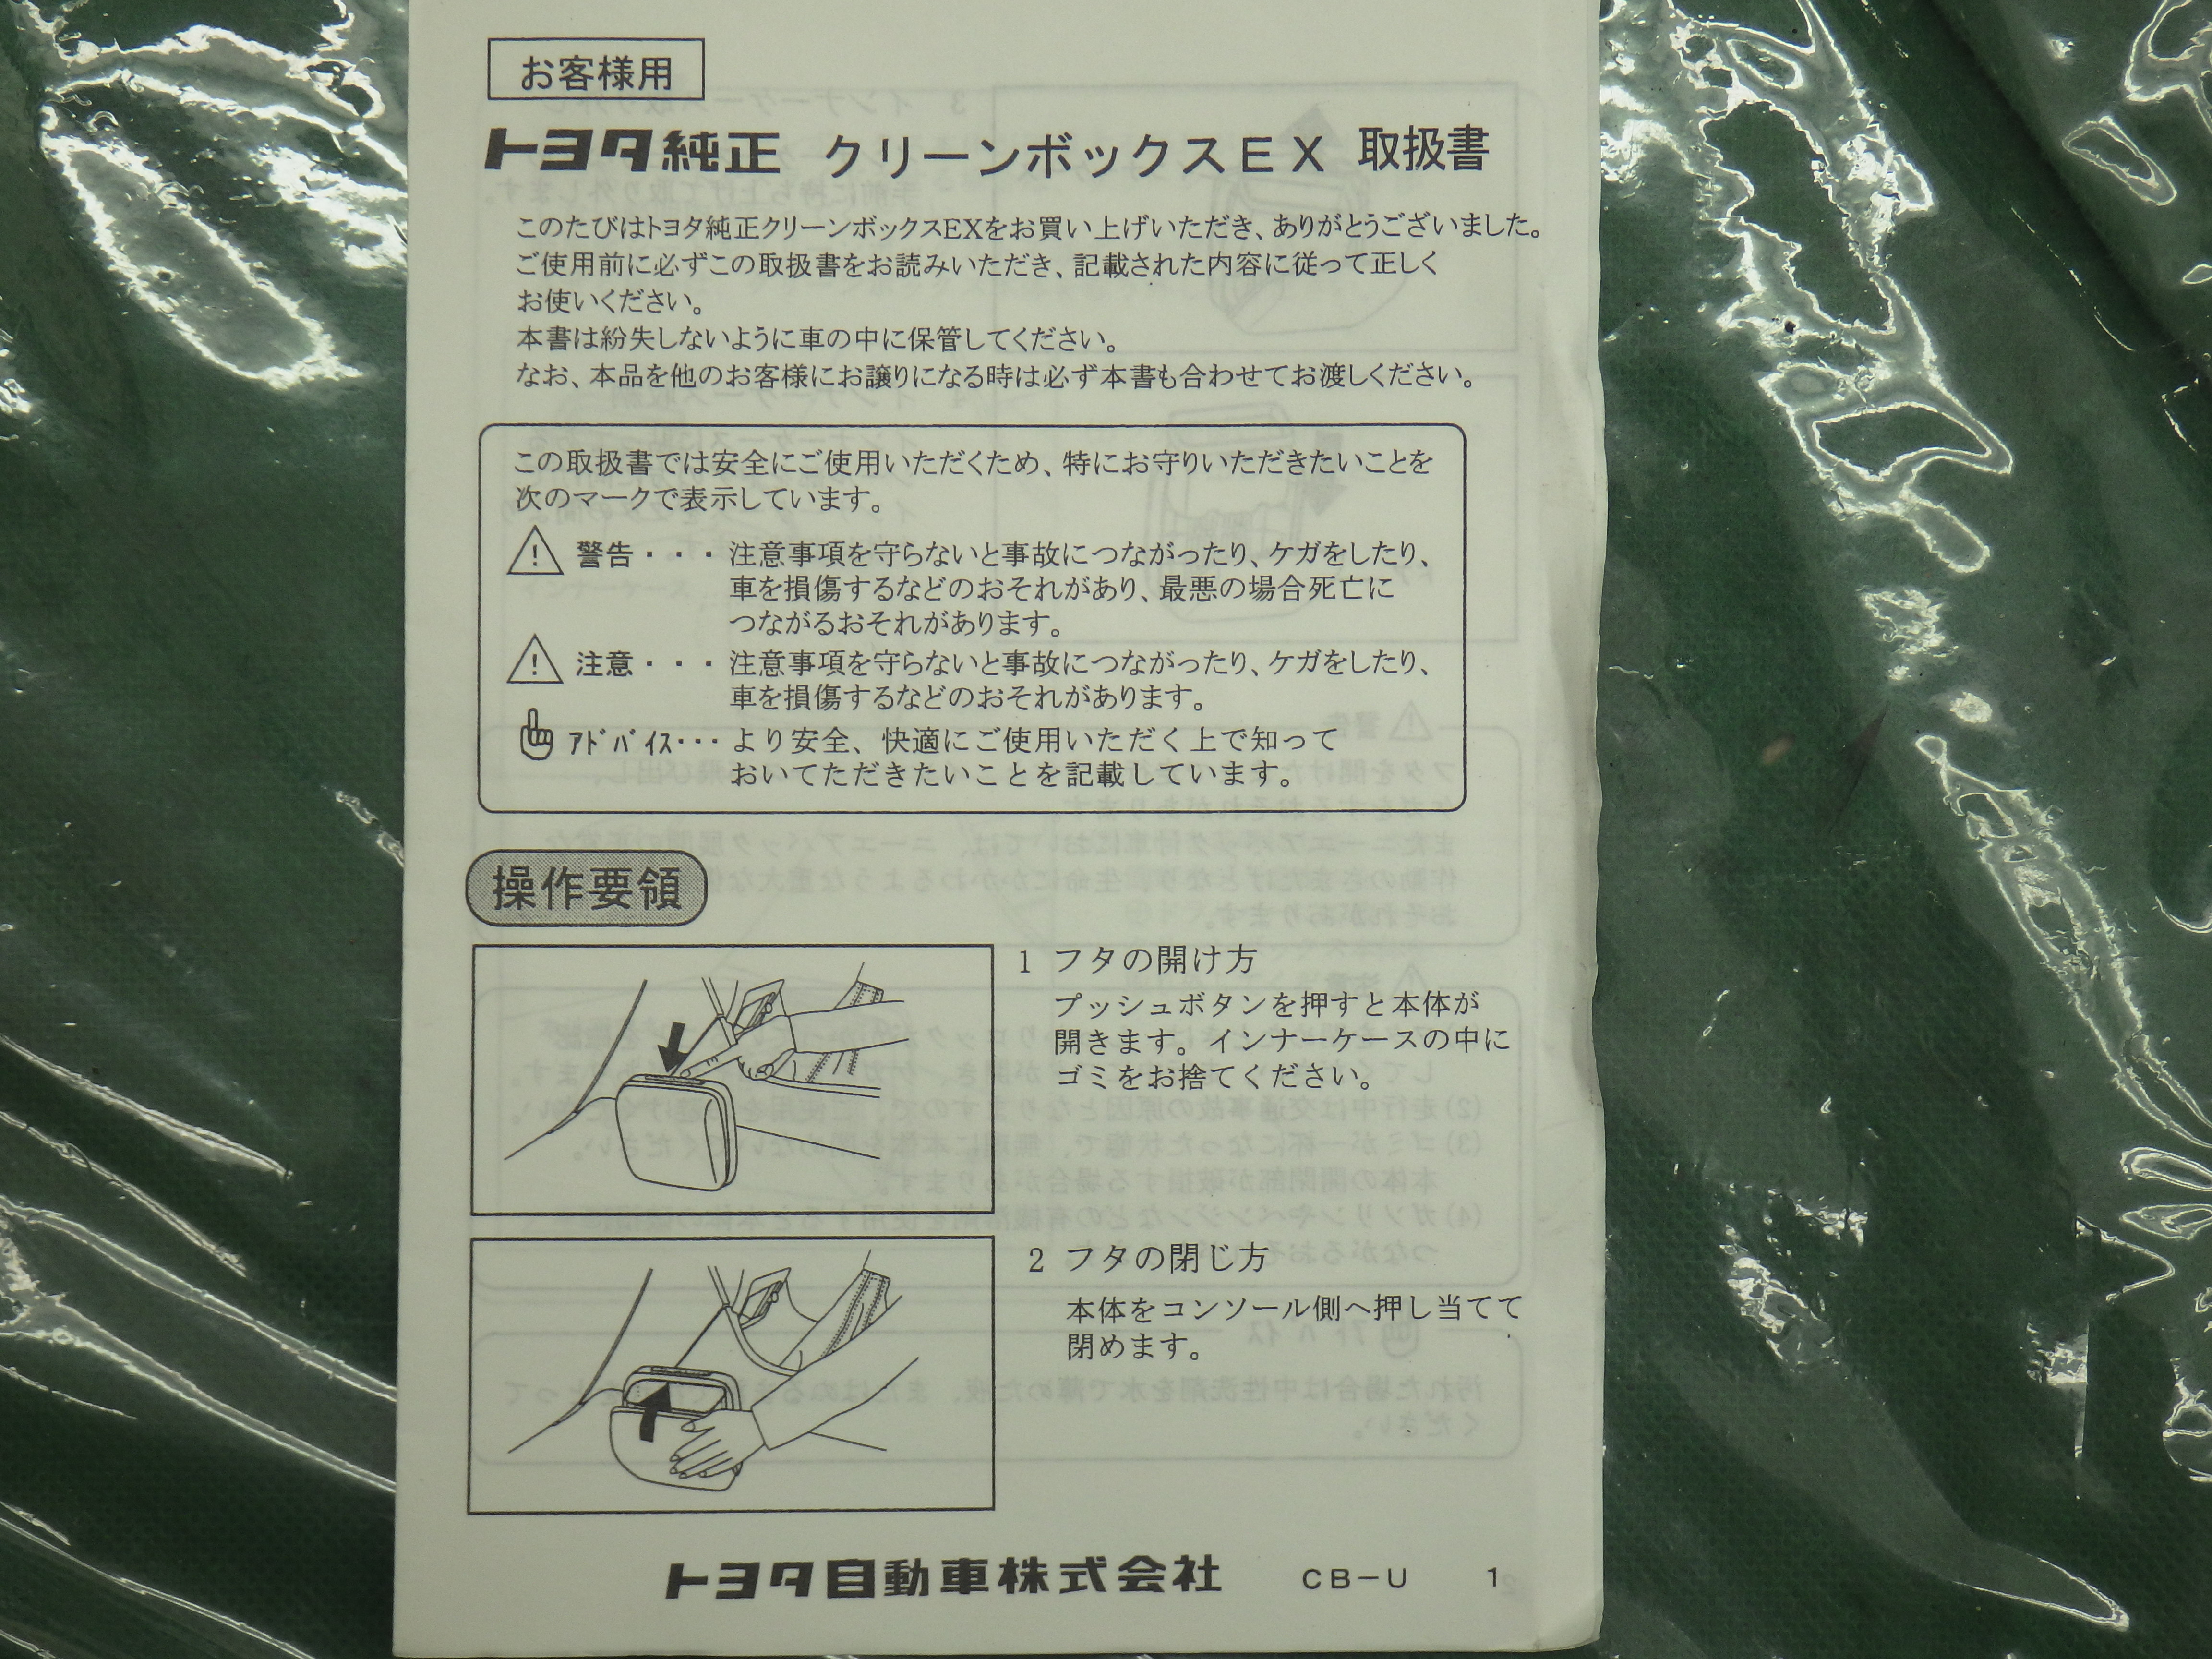 お客様用
トヨタ純正 クリーンボックスEX 取扱書
このたびはトヨタ純正クリーンボックスEXをお買い上げいただき、ありがとうございました。
ご使用前に必ずこの取扱書をお読みいただき、記載された内容に従って正しく
お使いください。
本書は紛失しないように車の中に保管してください。
なお、本品を他のお客様にお譲りになる時は必ず本書も合わせてお渡しください。
この取扱書では安全にご使用いただくため、特にお守りいただきたいことを
次のマークで表示しています。
警告・・・注意事項を守らないと事故につながったり、ケガをしたり、
車を損傷するなどのおそれがあり、最悪の場合死亡に
つながるおそれがあります。
注意・・・注意事項を守らないと事故につながったり、ケガをしたり、
車を損傷するなどのおそれがあります。
ｱﾄﾞﾊﾞｲｽ・・・より安全、快適にご使用いただく上で知って
おいてただきたいことを記載しています。
操作要領
1 フタの開け方
プッシュボタンを押すと本体が
開きます。インナーケースの中に
ゴミをお捨てください。
2 フタの閉じ方
本体をコンソール側へ押し当てて
閉めます。
トヨタ自動車株式会社 CB-U 1